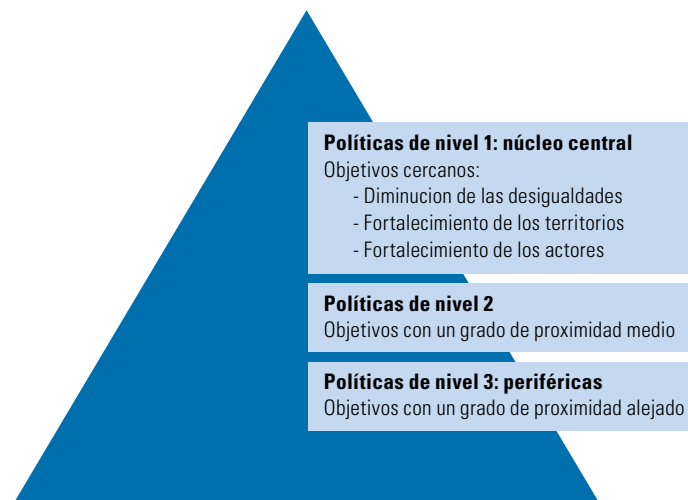 Políticas de nivel 1: núcleo central
Objetivos cercanos:
- Diminucion de las desigualdades
- Fortalecimiento de los territorios
- Fortalecimiento de los actores
Políticas de nivel 2
Objetivos con un grado de proximidad medio
Políticas de nivel 3: periféricas
Objetivos con un grado de proximidad alejado